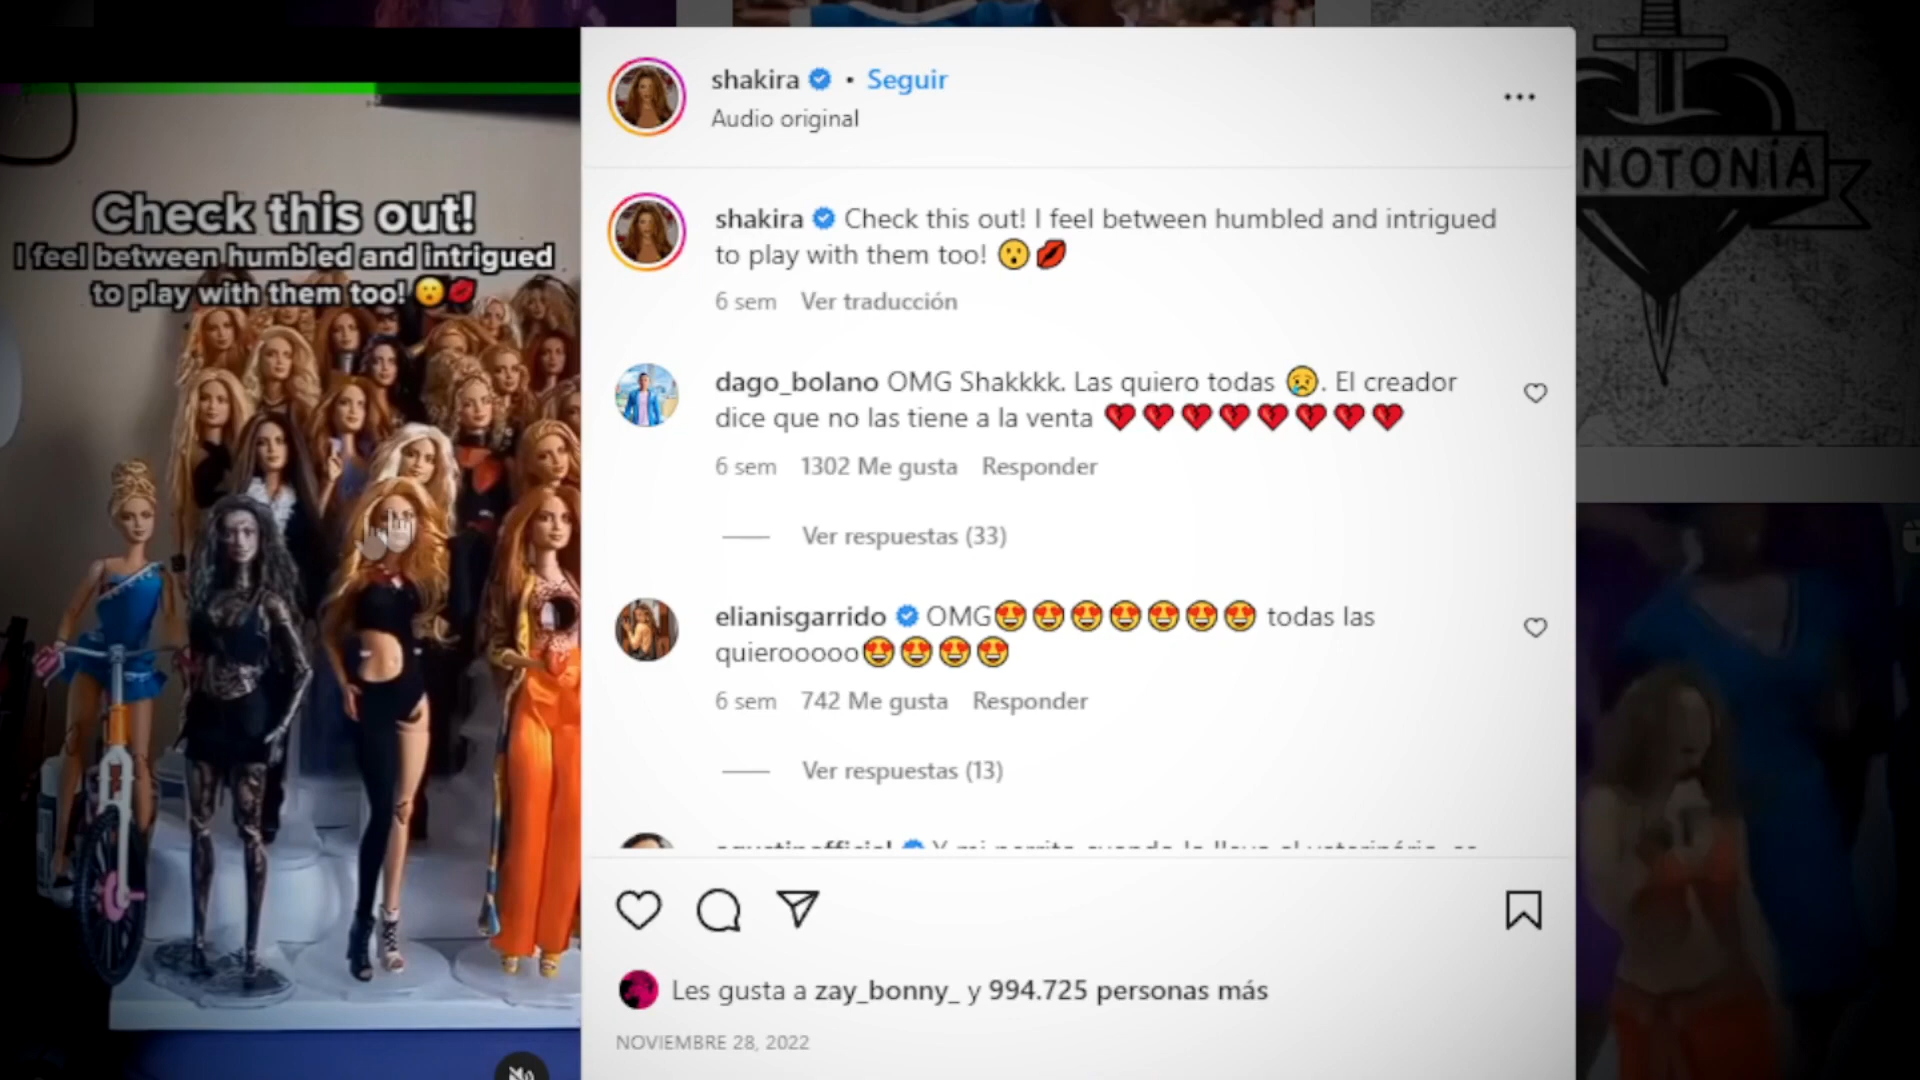 Check this out!
I feel between humbled and intrigued
to play with them too! 😮💋
shakira • Seguir
Audio original
shakira Check this out! I feel between humbled and intrigued
to play with them too! 😮💋
6 sem Ver traducción
dago_bolano OMG Shakkkk. Las quiero todas 😢. El creador
dice que no las tiene a la venta 💔💔💔💔💔💔💔💔
6 sem 1302 Me gusta Responder
Ver respuestas (33)
elianisgarrido OMG😍😍😍😍😍😍😍 todas las
quierooooo😍😍😍😍
6 sem 742 Me gusta Responder
Ver respuestas (13)
Les gusta a zay_bonny_ y 994.725 personas más
NOVIEMBRE 28, 2022
NOTONÍA